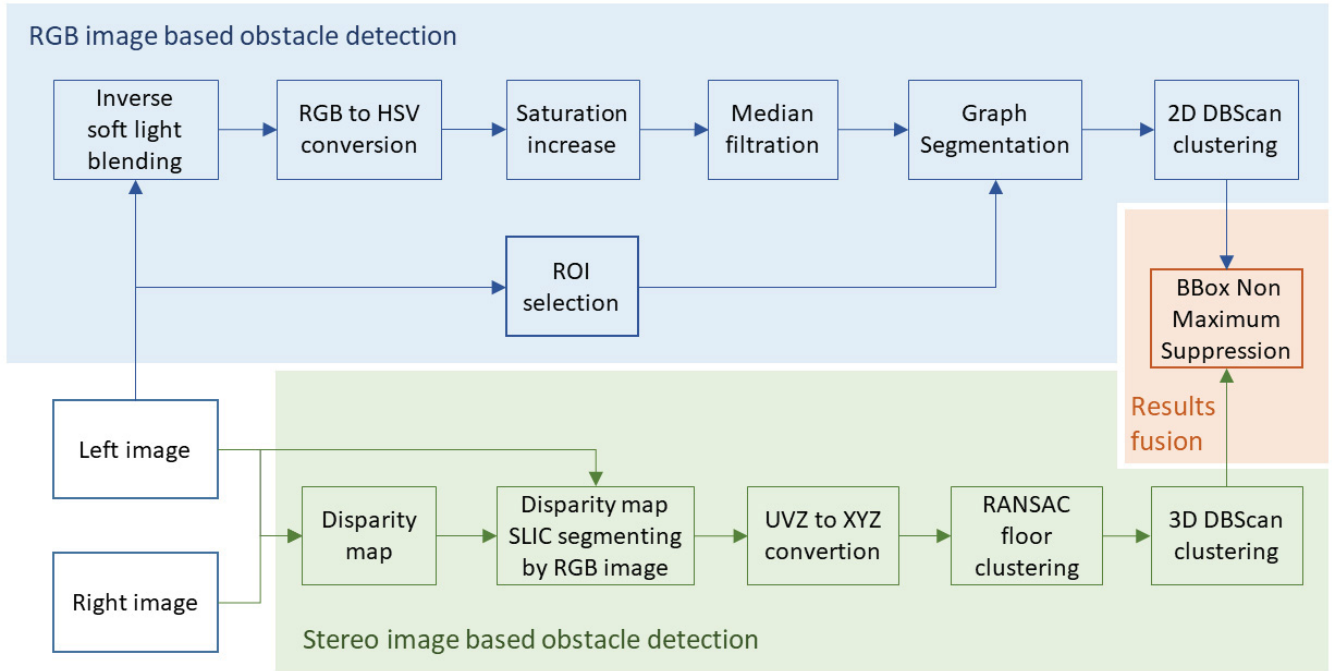 RGB image based obstacle detection
Inverse
soft light
blending
RGB to HSV
conversion
Saturation
increase
Median
filtration
Graph
Segmentation
2D DBScan
clustering
ROI
selection
BBox Non
Maximum
Suppression
Results
fusion
Left image
Right image
Disparity
map
Disparity map
SLIC segmenting
by RGB image
UVZ to XYZ
convertion
RANSAC
floor
clustering
3D DBScan
clustering
Stereo image based obstacle detection